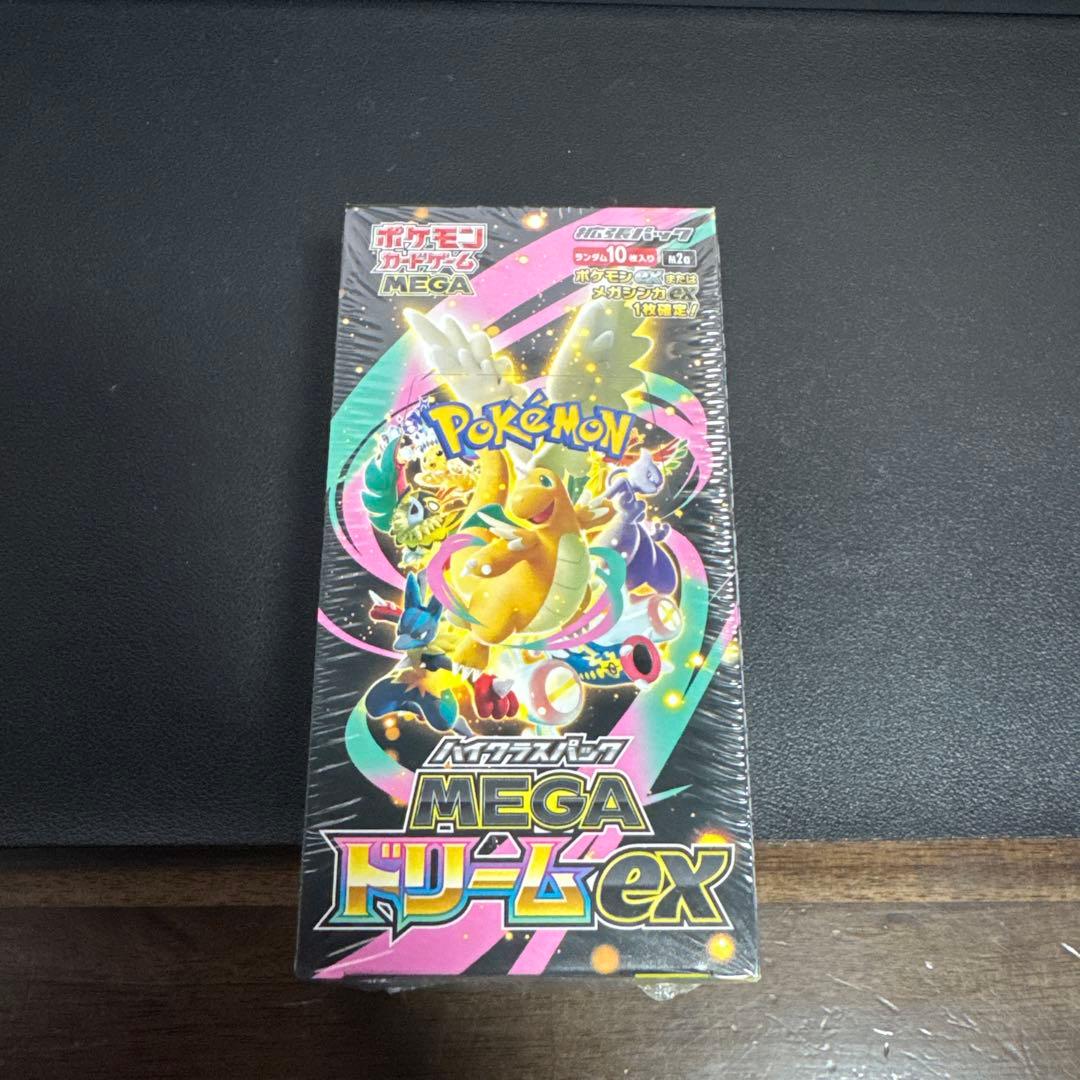 ポケモン
カードゲーム
MEGA
拡張パック
ランダム10枚入り M2a
ポケモンexまたは
メガシンカex
1枚確定!
POKéMON
ハイクラスパック
MEGA
ドリームex